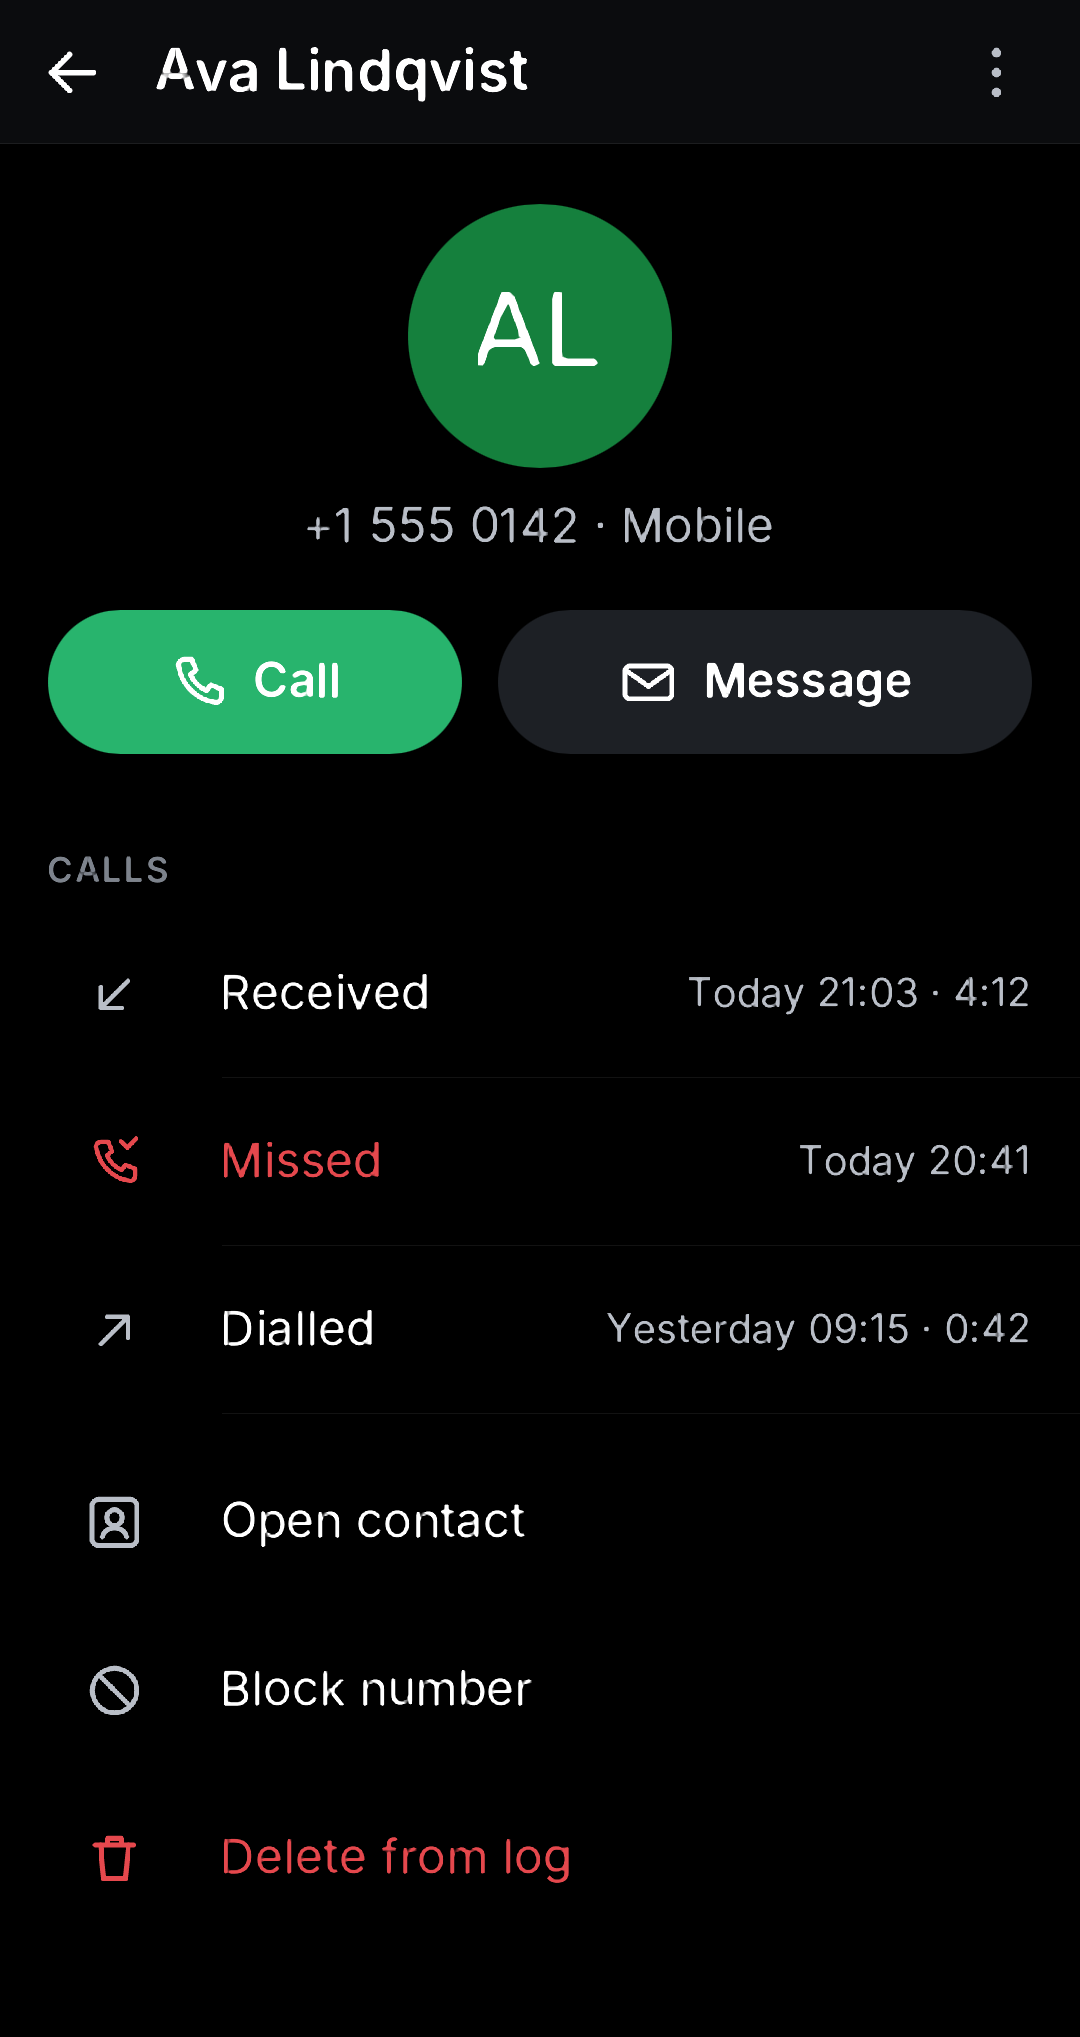 Ava Lindqvist
AL
+1 555 0142 · Mobile
Call
Message
CALLS
Received
Today 21:03 · 4:12
Missed
Today 20:41
Dialled
Yesterday 09:15 · 0:42
Open contact
Block number
Delete from log